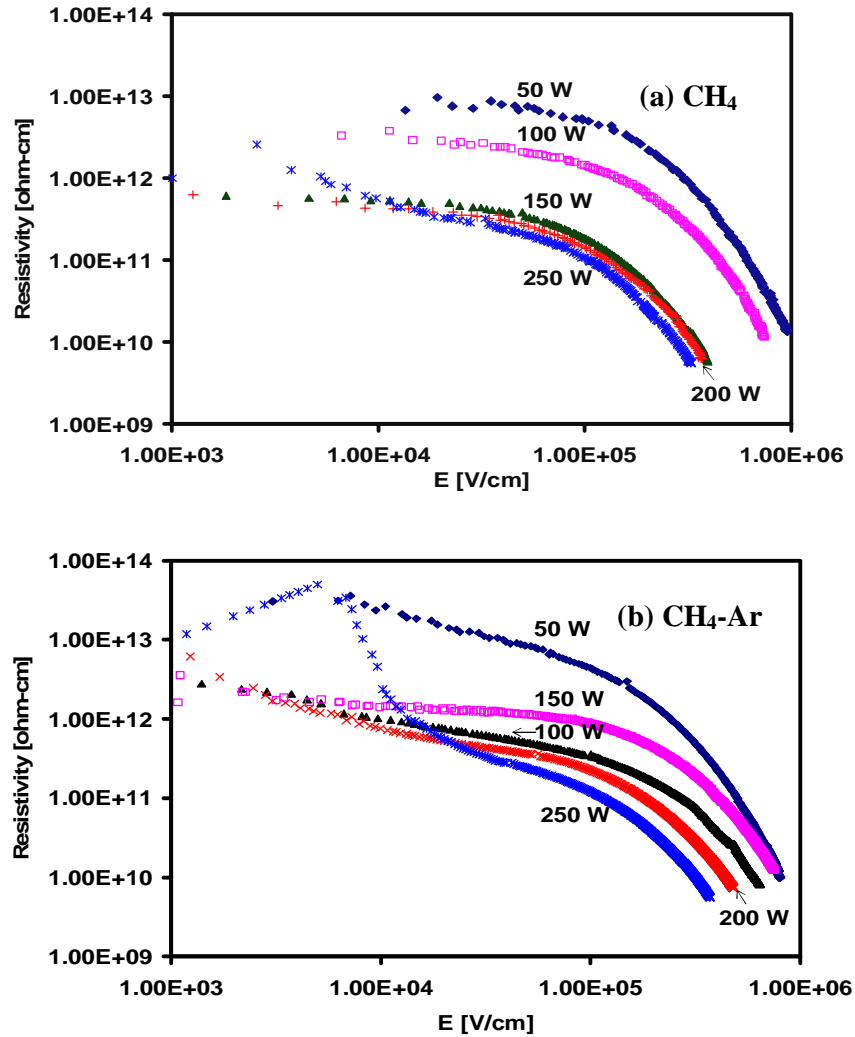 1.00E+14
1.00E+13
1.00E+12
1.00E+11
1.00E+10
1.00E+09
Resistivity [ohm-cm]
50 W
(a) CH₄
100 W
150 W
250 W
200 W
1.00E+03 1.00E+04 1.00E+05 1.00E+06
E [V/cm]
1.00E+14
1.00E+13
1.00E+12
1.00E+11
1.00E+10
1.00E+09
Resistivity [ohm-cm]
50 W
(b) CH₄-Ar
150 W
100 W
250 W
200 W
1.00E+03 1.00E+04 1.00E+05 1.00E+06
E [V/cm]